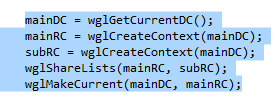 mainDC = wglGetCurrentDC();
mainRC = wglCreateContext(mainDC);
subRC = wglCreateContext(mainDC);
wglShareLists(mainRC, subRC);
wglMakeCurrent(mainDC, mainRC);